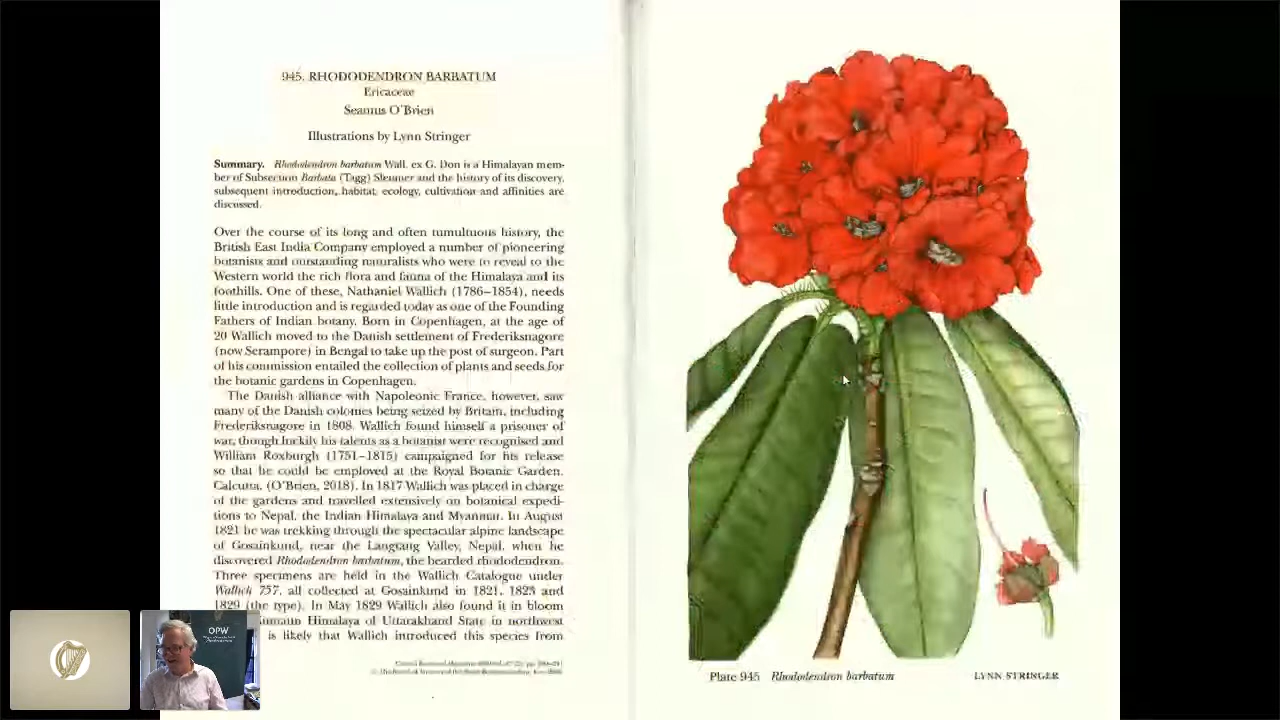 945. RHODODENDRON BARBATUM
Ericaceae
Seamus O'Brien
Illustrations by Lynn Stringer
Summary. Rhododendron barbatum Wall. ex G. Don is a Himalayan mem-
ber of Subsection Barbata (Tagg) Sleumer and the history of its discovery,
subsequent introduction, habitat, ecology, cultivation and affinities are
discussed.
Over the course of its long and often tumultuous history, the
British East India Company employed a number of pioneering
botanists and outstanding naturalists who were to reveal to the
Western world the rich flora and fauna of the Himalaya and its
foothills. One of these, Nathaniel Wallich (1786–1854), needs
little introduction and is regarded today as one of the Founding
Fathers of Indian botany. Born in Copenhagen, at the age of
20 Wallich moved to the Danish settlement of Frederiksnagore
(now Serampore) in Bengal to take up the post of surgeon. Part
of his commission entailed the collection of plants and seeds for
the botanic gardens in Copenhagen.
The Danish alliance with Napoleonic France, however, saw
many of the Danish colonies being seized by Britain, including
Frederiksnagore in 1808. Wallich found himself a prisoner of
war, though luckily his talents as a botanist were recognised and
William Roxburgh (1751–1815) campaigned for his release
so that he could be employed at the Royal Botanic Garden,
Calcutta, (O'Brien, 2018). In 1817 Wallich was placed in charge
of the gardens and travelled extensively on botanical expedi-
tions to Nepal, the Indian Himalaya and Myanmar. In August
1821 he was trekking through the spectacular alpine landscape
of Gosainkund, near the Langtang Valley, Nepal, when he
discovered Rhododendron barbatum, the bearded rhododendron.
Three specimens are held in the Wallich Catalogue under
Wallich 757, all collected at Gosainkund in 1821, 1823 and
1829 (the type). In May 1829 Wallich also found it in bloom
Himalaya of Uttarakhand State in northwest
is likely that Wallich introduced this species from
Plate 945 Rhododendron barbatum
LYNN STRINGER
OPW